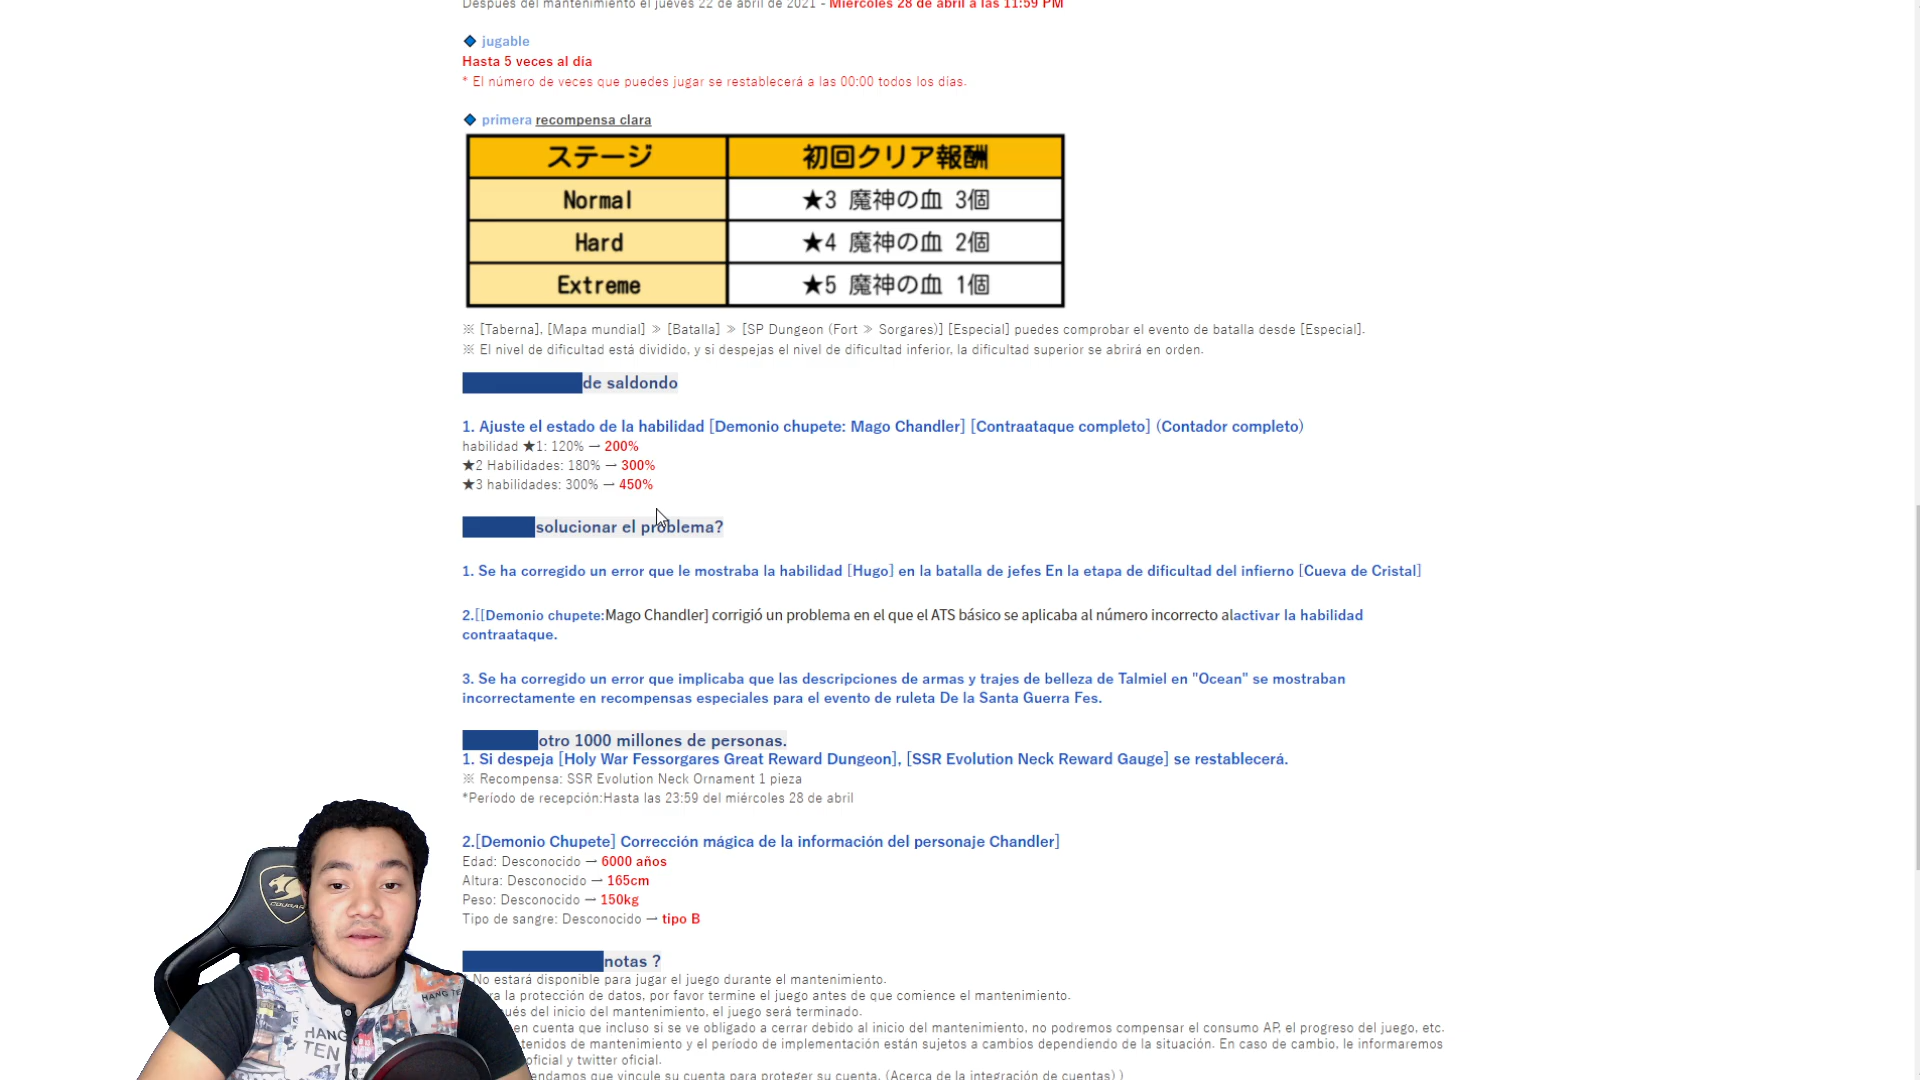 Después del mantenimiento el jueves 22 de abril de 2021 - Miércoles 28 de abril a las 11:59 PM
jugable
Hasta 5 veces al día
* El número de veces que puedes jugar se restablecerá a las 00:00 todos los días.
primera recompensa clara
ステージ 初回クリア報酬
Normal ★3 魔神の血 3個
Hard ★4 魔神の血 2個
Extreme ★5 魔神の血 1個
※ [Taberna], [Mapa mundial] ≫ [Batalla] ≫ [SP Dungeon (Fort ≫ Sorgares)] [Especial] puedes comprobar el evento de batalla desde [Especial].
※ El nivel de dificultad está dividido, y si despejas el nivel de dificultad inferior, la dificultad superior se abrirá en orden.
de saldondo
1. Ajuste el estado de la habilidad [Demonio chupete: Mago Chandler] [Contraataque completo] (Contador completo)
habilidad ★1: 120% → 200%
★2 Habilidades: 180% → 300%
★3 habilidades: 300% → 450%
solucionar el problema?
1. Se ha corregido un error que le mostraba la habilidad [Hugo] en la batalla de jefes En la etapa de dificultad del infierno [Cueva de Cristal]
2.[[Demonio chupete:Mago Chandler] corrigió un problema en el que el ATS básico se aplicaba al número incorrecto alactivar la habilidad
contraataque.
3. Se ha corregido un error que implicaba que las descripciones de armas y trajes de belleza de Talmiel en "Ocean" se mostraban
incorrectamente en recompensas especiales para el evento de ruleta De la Santa Guerra Fes.
otro 1000 millones de personas.
1. Si despeja [Holy War Fessorgares Great Reward Dungeon], [SSR Evolution Neck Reward Gauge] se restablecerá.
※ Recompensa: SSR Evolution Neck Ornament 1 pieza
*Período de recepción:Hasta las 23:59 del miércoles 28 de abril
2.[Demonio Chupete] Corrección mágica de la información del personaje Chandler]
Edad: Desconocido → 6000 años
Altura: Desconocido → 165cm
Peso: Desconocido → 150kg
Tipo de sangre: Desconocido → tipo B
notas ?
No estará disponible para jugar el juego durante el mantenimiento.
la protección de datos, por favor termine el juego antes de que comience el mantenimiento.
del inicio del mantenimiento, el juego será terminado.
en cuenta que incluso si se ve obligado a cerrar debido al inicio del mantenimiento, no podremos compensar el consumo AP, el progreso del juego, etc.
de mantenimiento y el período de implementación están sujetos a cambios dependiendo de la situación. En caso de cambio, le informaremos
oficial y twitter oficial.
que vincule su cuenta para proteger su cuenta. (Acerca de la integración de cuentas) )
COUGAR
HANG TEN
HANG
TEN